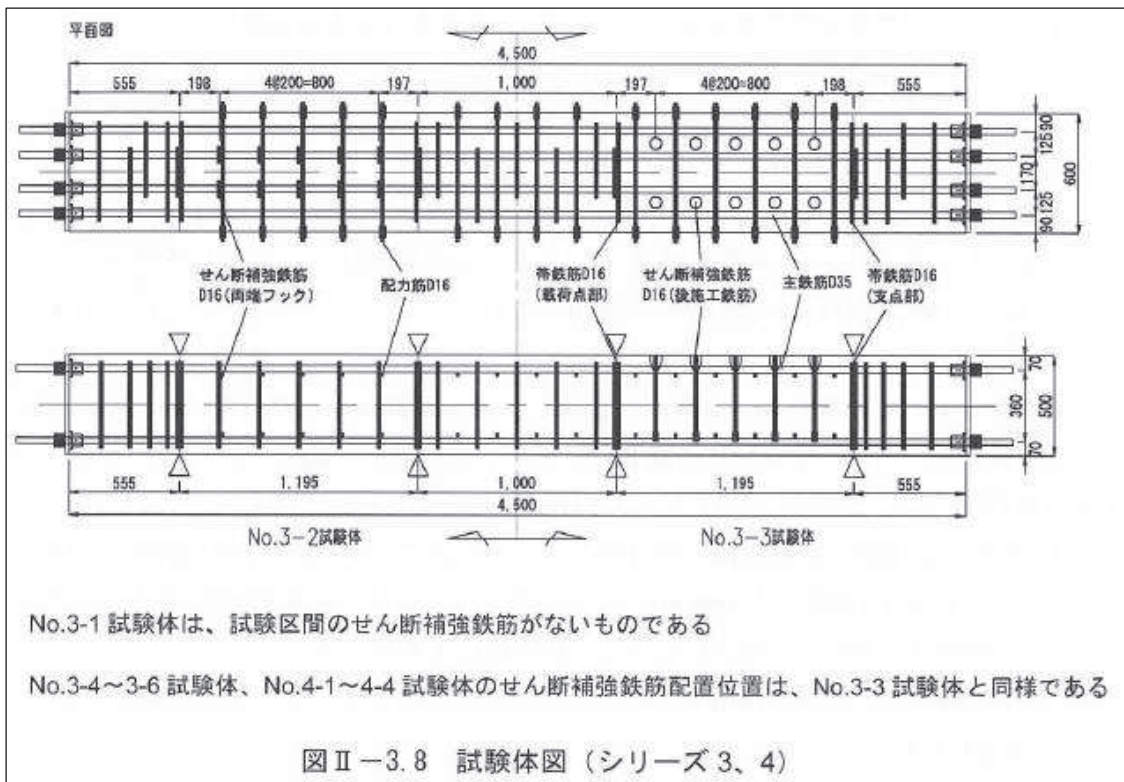 平面図
4,500
555 198 4@200=800 197 1,000 197 4@200=800 198 555
90 125 170 125 90
600
せん断補強鉄筋
D16(両端フック)
配力筋D16
帯鉄筋D16
(載荷点部)
せん断補強鉄筋
D16(後施工鉄筋)
主鉄筋D35
帯鉄筋D16
(支点部)
70 360 70
500
555 1,195 1,000 1,195 555
4,500
No.3-2試験体
No.3-3試験体
No.3-1 試験体は、試験区間のせん断補強鉄筋がないものである
No.3-4～3-6 試験体、No.4-1～4-4 試験体のせん断補強鉄筋配置位置は、No.3-3 試験体と同様である
図Ⅱ－3.8 試験体図（シリーズ 3、4）